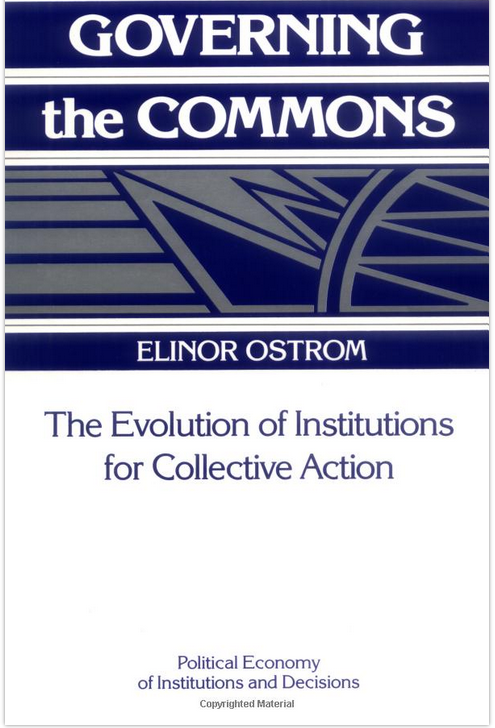 GOVERNING
the COMMONS
ELINOR OSTROM
The Evolution of Institutions
for Collective Action
Political Economy
of Institutions and Decisions
Copyrighted Material